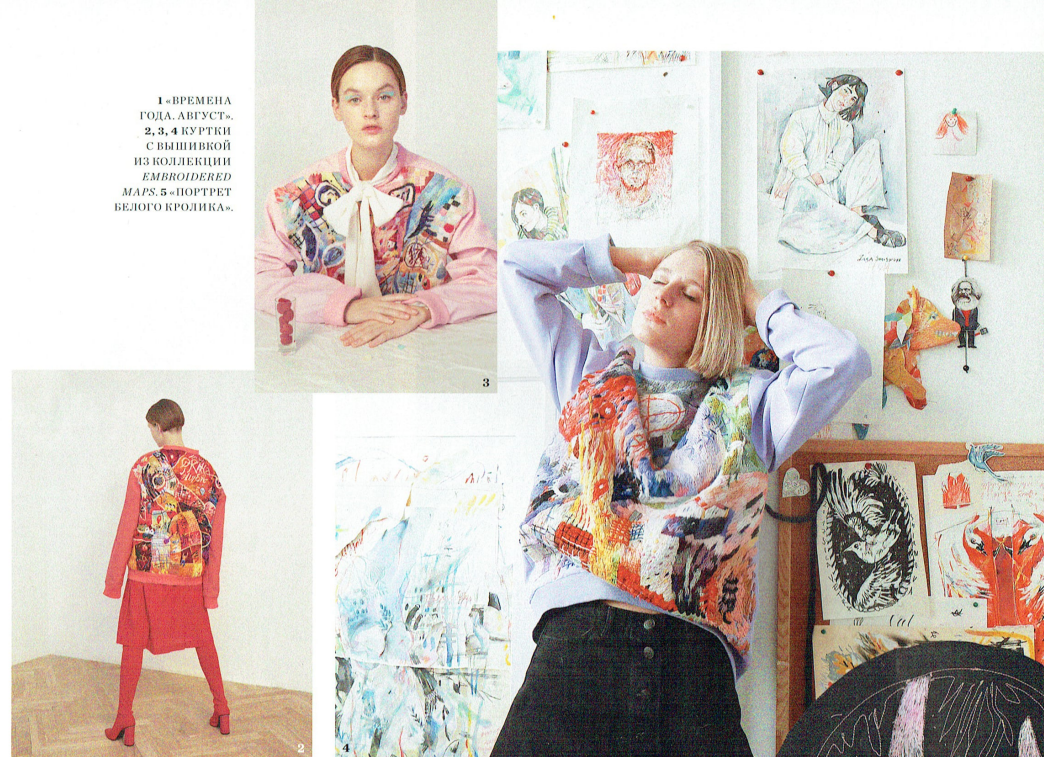 1 «ВРЕМЕНА
ГОДА. АВГУСТ».
2, 3, 4 КУРТКИ
С ВЫШИВКОЙ
ИЗ КОЛЛЕКЦИИ
EMBROIDERED
MAPS. 5 «ПОРТРЕТ
БЕЛОГО КРОЛИКА».
3
2
4